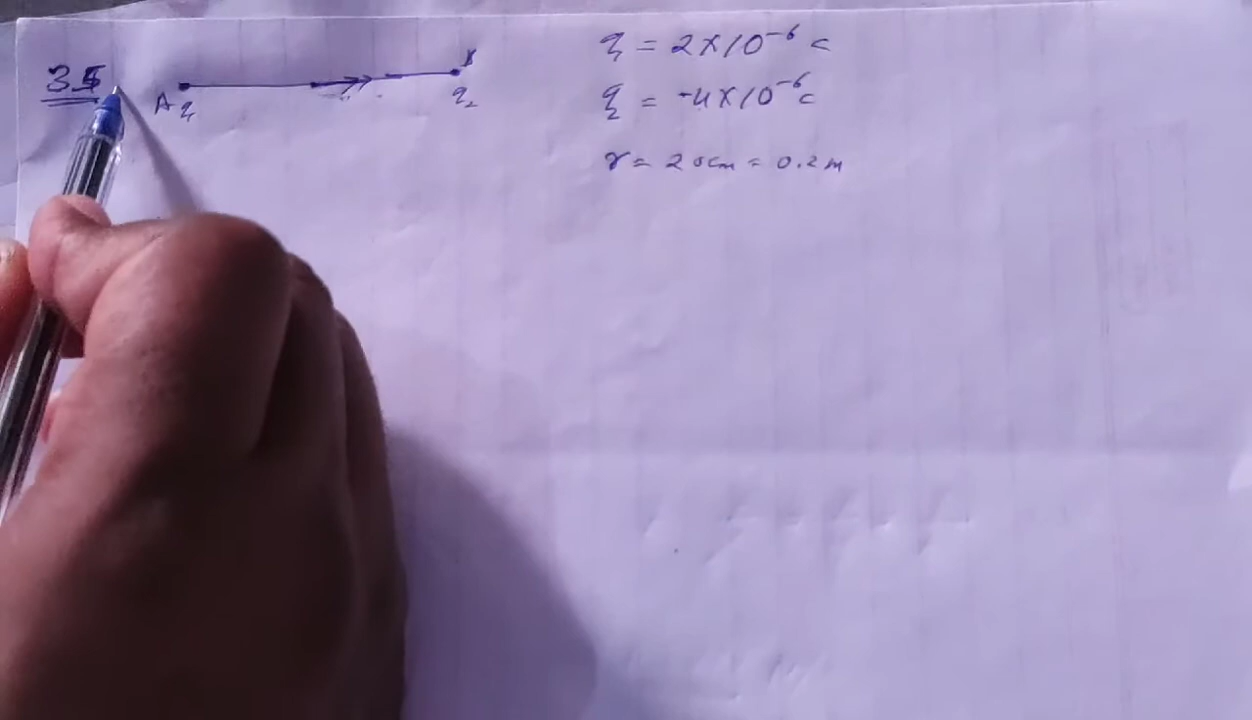 35
A q₁ q₂
q₁ = 2×10⁻⁶ c
q₂ = -4×10⁻⁶ c
r = 20cm = 0.2m